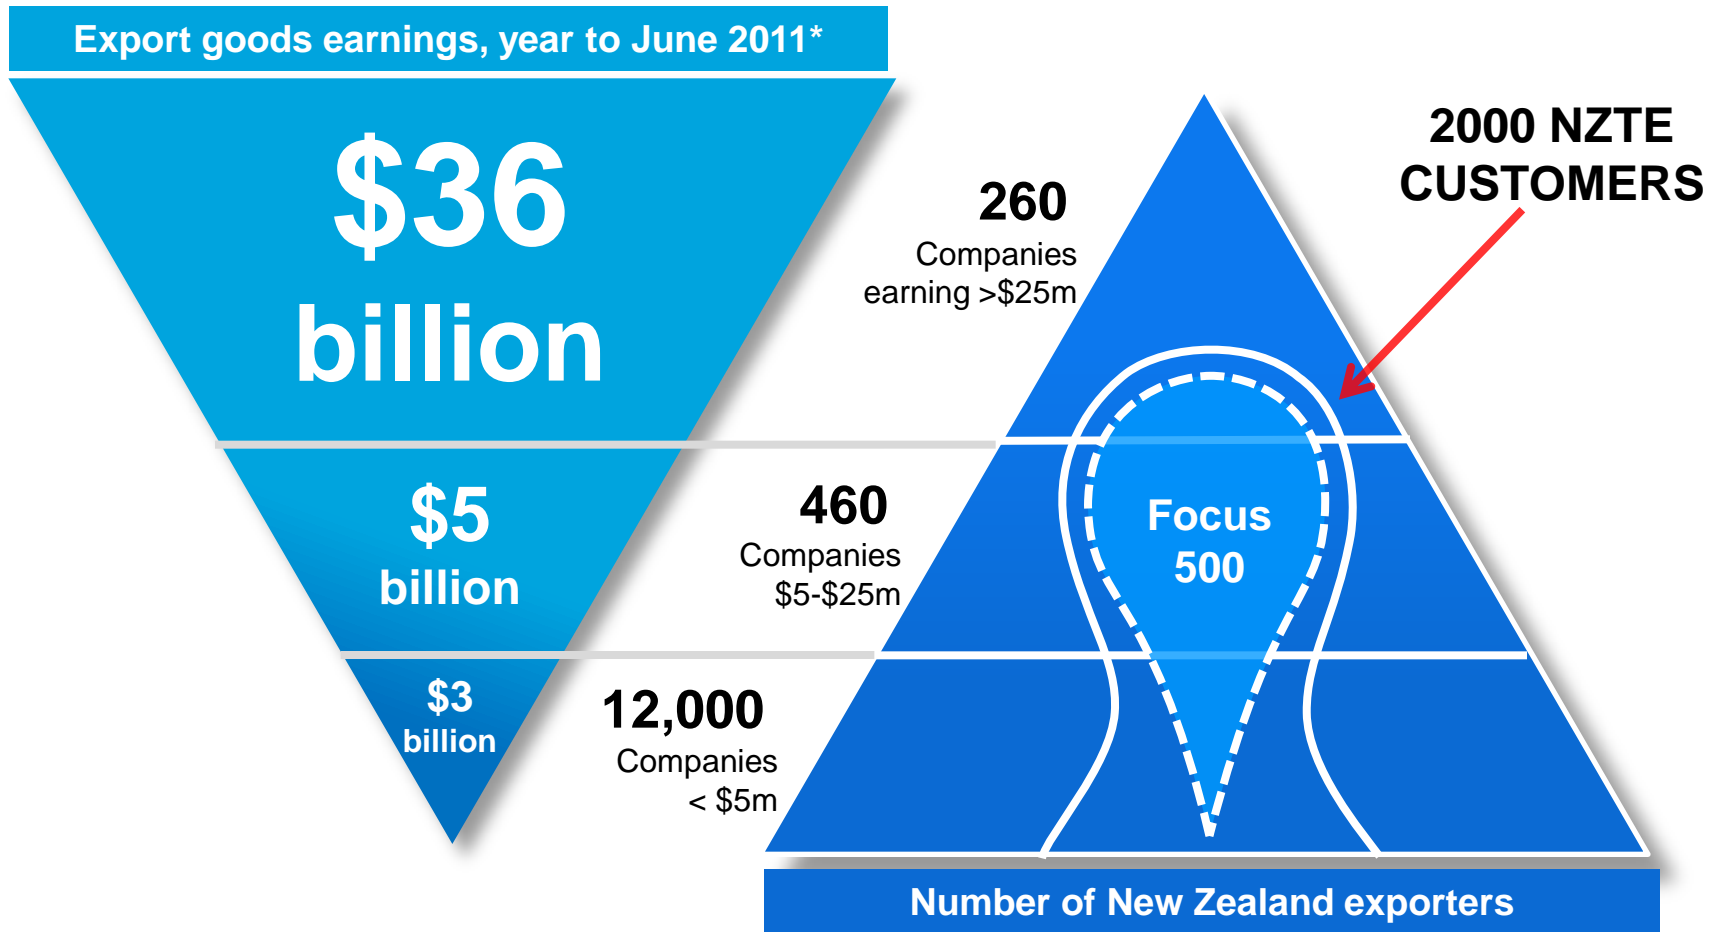 Export goods earnings, year to June 2011*
$36
billion
$5
billion
$3
billion
260
Companies
earning >$25m
460
Companies
$5-$25m
12,000
Companies
< $5m
2000 NZTE
CUSTOMERS
Focus
500
Number of New Zealand exporters